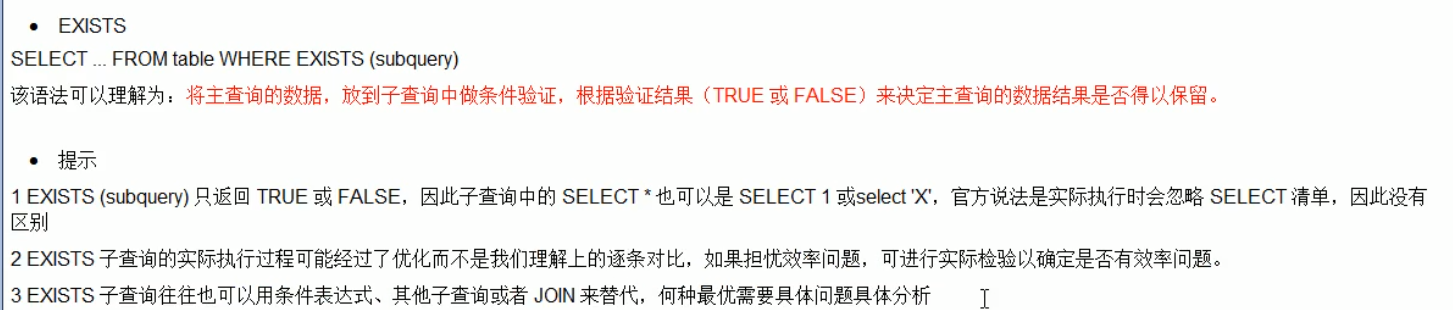 • EXISTS
SELECT ... FROM table WHERE EXISTS (subquery)
该语法可以理解为：将主查询的数据，放到子查询中做条件验证，根据验证结果（TRUE 或 FALSE）来决定主查询的数据结果是否得以保留。
• 提示
1 EXISTS (subquery) 只返回 TRUE 或 FALSE，因此子查询中的 SELECT * 也可以是 SELECT 1 或select 'X'，官方说法是实际执行时会忽略 SELECT 清单，因此没有
区别
2 EXISTS 子查询的实际执行过程可能经过了优化而不是我们理解上的逐条对比，如果担忧效率问题，可进行实际检验以确定是否有效率问题。
3 EXISTS 子查询往往也可以用条件表达式、其他子查询或者 JOIN 来替代，何种最优需要具体问题具体分析